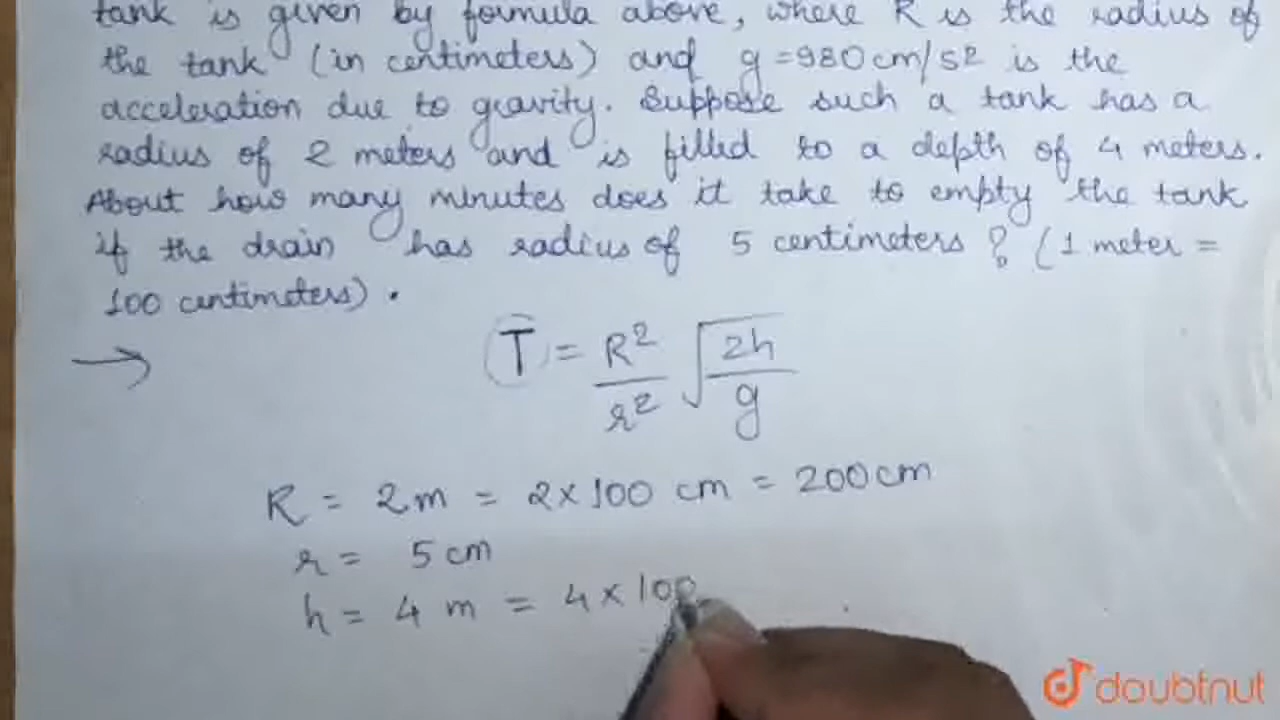 tank is given by formula above, where R is the radius of
the tank (in centimeters) and g = 980 cm/s² is the
acceleration due to gravity. Suppose such a tank has a
radius of 2 meters and is filled to a depth of 4 meters.
About how many minutes does it take to empty the tank
if the drain has radius of 5 centimeters? (1 meter =
100 centimeters).
→ T = R²/r² √(2h/g)
R = 2m = 2×100 cm = 200cm
r = 5 cm
h = 4 m = 4×100
doubtnut